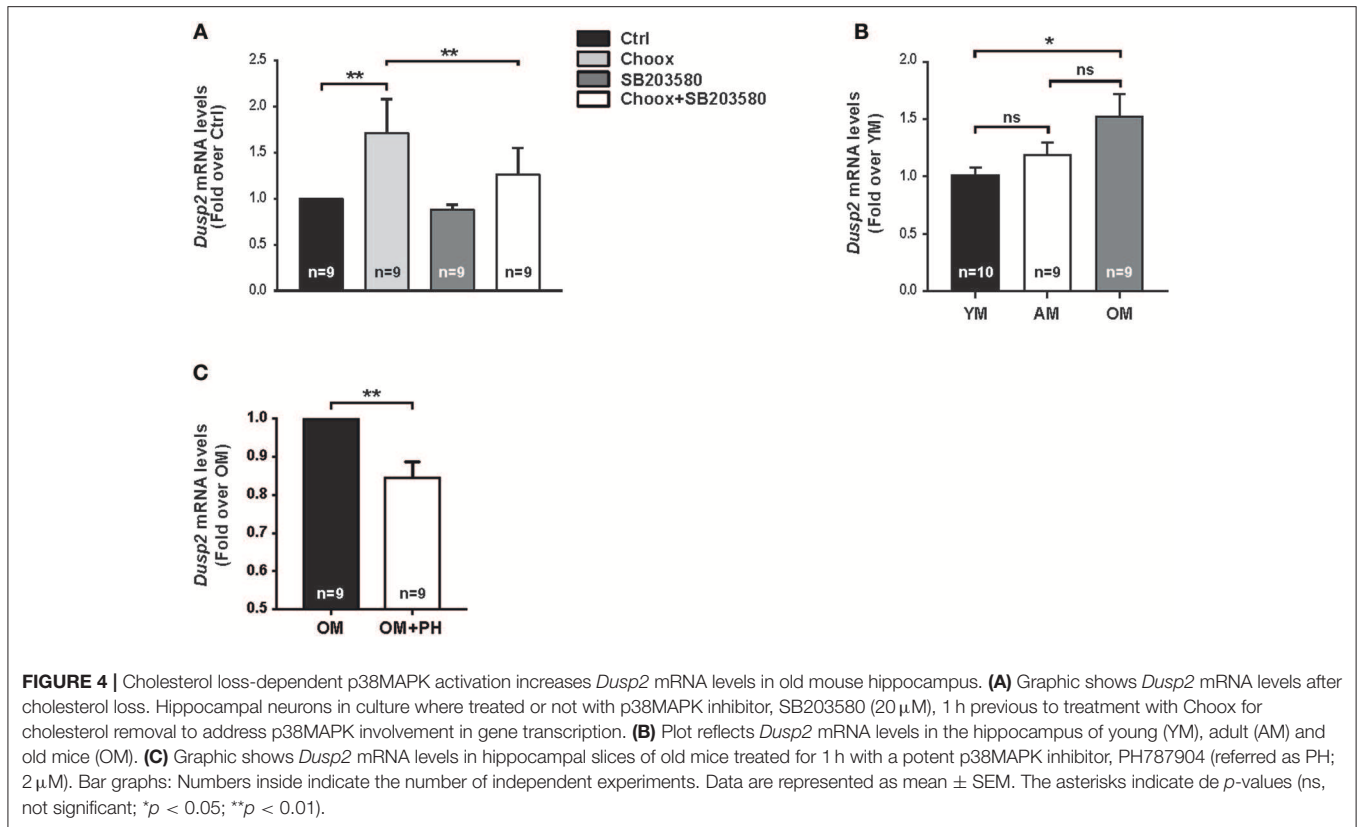 A
Dusp2 mRNA levels
(Fold over Ctrl)
2.5
2.0
1.5
1.0
0.5
0.0
**
**
n=9
n=9
n=9
n=9
Ctrl
Choox
SB203580
Choox+SB203580
B
Dusp2 mRNA levels
(Fold over YM)
2.0
1.5
1.0
0.5
0.0
*
ns
ns
n=10
n=9
n=9
YM
AM
OM
C
Dusp2 mRNA levels
(Fold over OM)
1.0
0.9
0.8
0.7
0.6
0.5
**
n=9
n=9
OM
OM+PH
FIGURE 4 | Cholesterol loss-dependent p38MAPK activation increases Dusp2 mRNA levels in old mouse hippocampus. (A) Graphic shows Dusp2 mRNA levels after
cholesterol loss. Hippocampal neurons in culture where treated or not with p38MAPK inhibitor, SB203580 (20 μM), 1 h previous to treatment with Choox for
cholesterol removal to address p38MAPK involvement in gene transcription. (B) Plot reflects Dusp2 mRNA levels in the hippocampus of young (YM), adult (AM) and
old mice (OM). (C) Graphic shows Dusp2 mRNA levels in hippocampal slices of old mice treated for 1 h with a potent p38MAPK inhibitor, PH787904 (referred as PH;
2 μM). Bar graphs: Numbers inside indicate the number of independent experiments. Data are represented as mean ± SEM. The asterisks indicate de p-values (ns,
not significant; *p < 0.05; **p < 0.01).